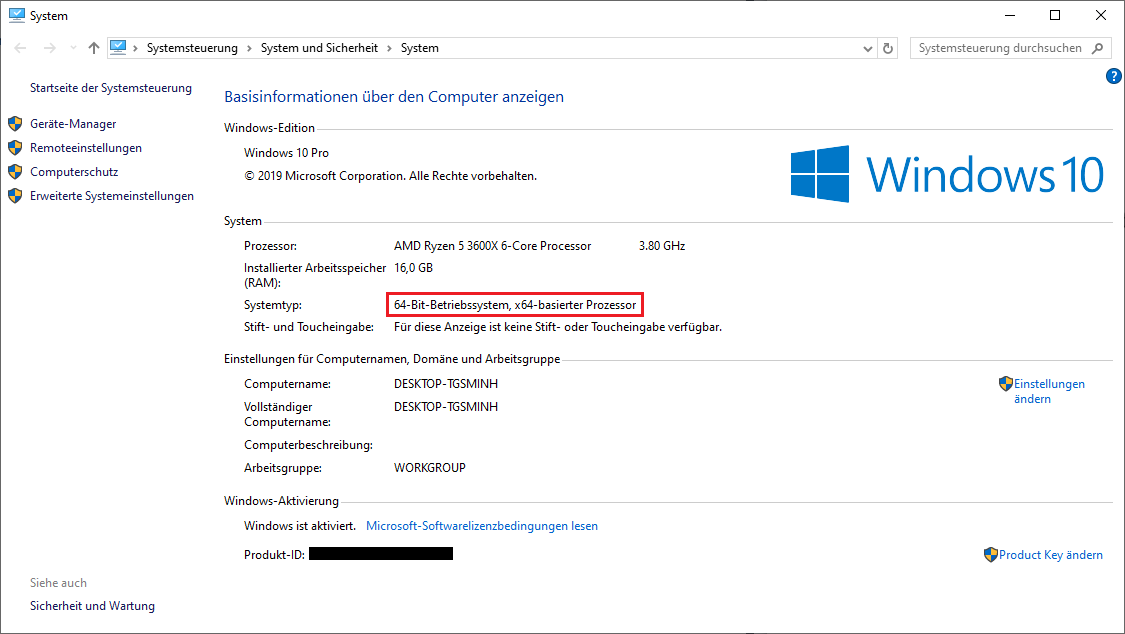 System
Systemsteuerung > System und Sicherheit > System
Systemsteuerung durchsuchen
?
Startseite der Systemsteuerung
Geräte-Manager
Remoteeinstellungen
Computerschutz
Erweiterte Systemeinstellungen
Basisinformationen über den Computer anzeigen
Windows-Edition
Windows 10 Pro
© 2019 Microsoft Corporation. Alle Rechte vorbehalten.
Windows 10
System
Prozessor: AMD Ryzen 5 3600X 6-Core Processor 3.80 GHz
Installierter Arbeitsspeicher 16,0 GB
(RAM):
Systemtyp: 64-Bit-Betriebssystem, x64-basierter Prozessor
Stift- und Toucheingabe: Für diese Anzeige ist keine Stift- oder Toucheingabe verfügbar.
Einstellungen für Computernamen, Domäne und Arbeitsgruppe
Computername: DESKTOP-TGSMINH
Einstellungen
ändern
Vollständiger DESKTOP-TGSMINH
Computername:
Computerbeschreibung:
Arbeitsgruppe: WORKGROUP
Windows-Aktivierung
Windows ist aktiviert. Microsoft-Softwarelizenzbedingungen lesen
Produkt-ID:
Product Key ändern
Siehe auch
Sicherheit und Wartung